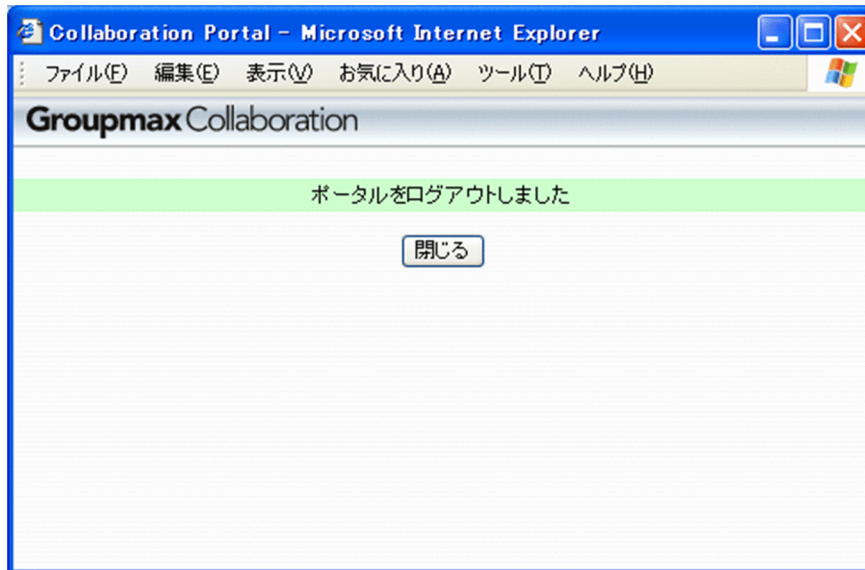 Collaboration Portal - Microsoft Internet Explorer
ファイル(F) 編集(E) 表示(V) お気に入り(A) ツール(T) ヘルプ(H)
Groupmax Collaboration
ポータルをログアウトしました
閉じる